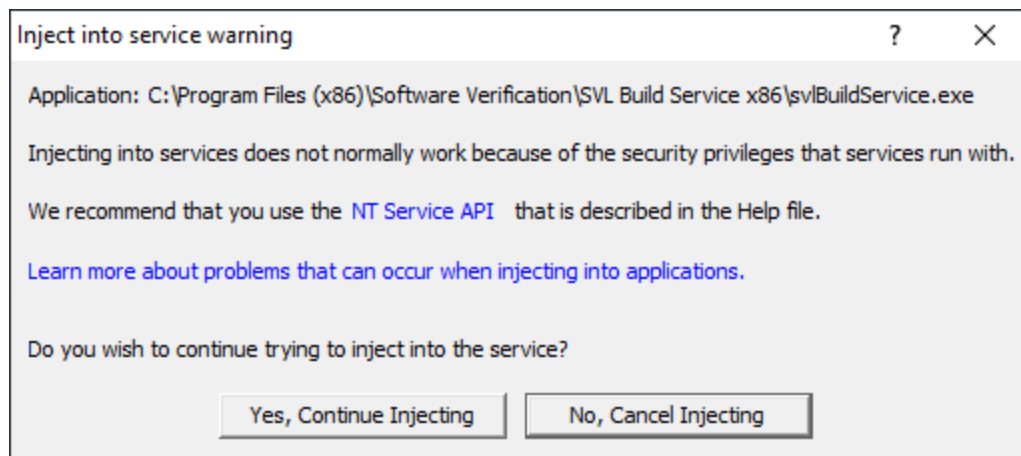 Inject into service warning ? X
Application: C:\Program Files (x86)\Software Verification\SVL Build Service x86\svlBuildService.exe
Injecting into services does not normally work because of the security privileges that services run with.
We recommend that you use the NT Service API that is described in the Help file.
Learn more about problems that can occur when injecting into applications.
Do you wish to continue trying to inject into the service?
Yes, Continue Injecting No, Cancel Injecting